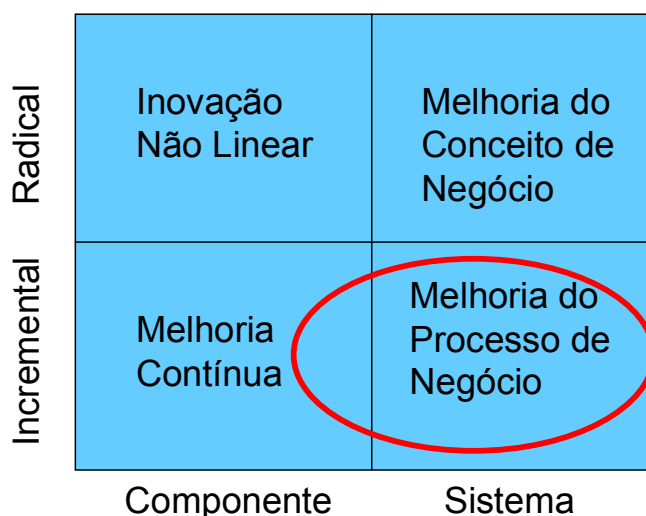 Radical
Inovação
Não Linear
Melhoria do
Conceito de
Negócio
Incremental
Melhoria
Contínua
Melhoria do
Processo de
Negócio
Componente
Sistema